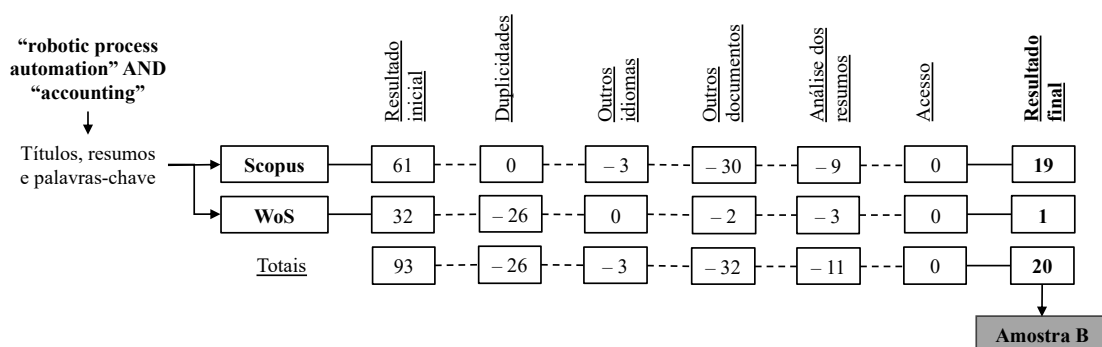 “robotic process
automation” AND
“accounting”
Títulos, resumos
e palavras-chave
Resultado
inicial
Duplicidades
Outros
idiomas
Outros
documentos
Análise dos
resumos
Acesso
Resultado
final
Scopus 61 0 – 3 – 30 – 9 0 19
WoS 32 – 26 0 – 2 – 3 0 1
Totais 93 – 26 – 3 – 32 – 11 0 20
Amostra B